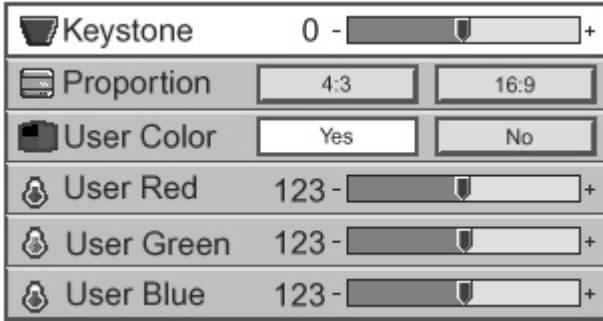 Keystone 0 - +
Proportion 4:3 16:9
User Color Yes No
User Red 123 - +
User Green 123 - +
User Blue 123 - +